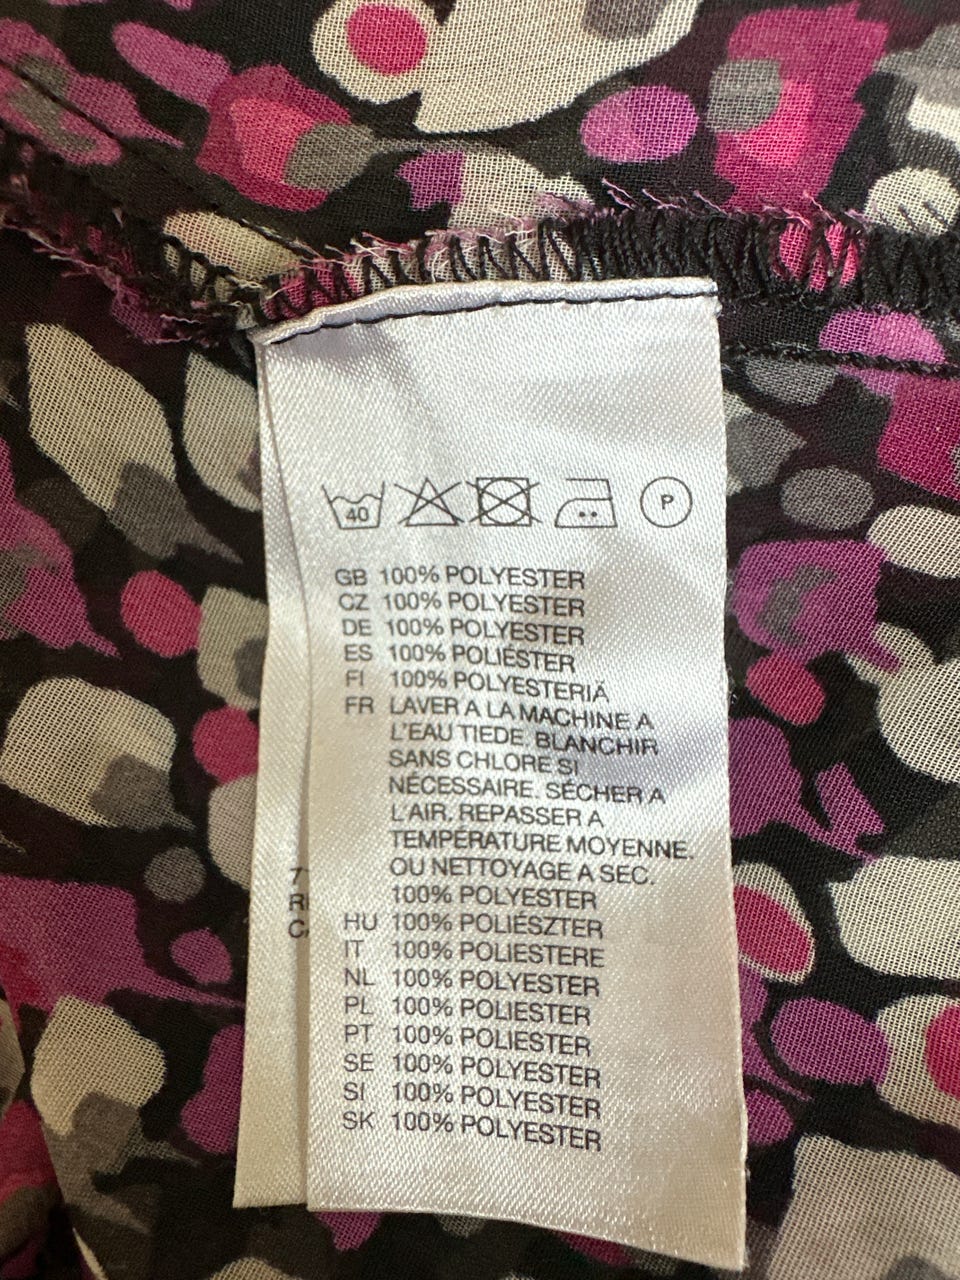 40
P
GB 100% POLYESTER
CZ 100% POLYESTER
DE 100% POLYESTER
ES 100% POLIÉSTER
FI 100% POLYESTERIÄ
FR LAVER A LA MACHINE A
L'EAU TIEDE. BLANCHIR
SANS CHLORE SI
NÉCESSAIRE. SÉCHER A
L'AIR. REPASSER A
TEMPÉRATURE MOYENNE.
OU NETTOYAGE A SEC.
100% POLYESTER
HU 100% POLIÉSZTER
IT 100% POLIESTERE
NL 100% POLYESTER
PL 100% POLIESTER
PT 100% POLIESTER
SE 100% POLYESTER
SI 100% POLYESTER
SK 100% POLYESTER